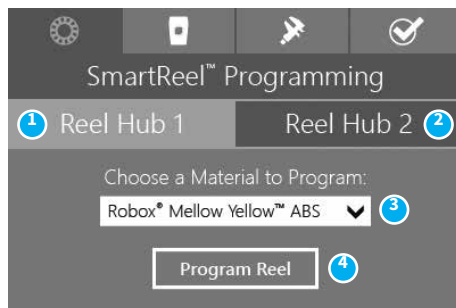 SmartReel™ Programming
1 Reel Hub 1 Reel Hub 2 2
Choose a Material to Program:
Robox® Mellow Yellow™ ABS 3
Program Reel 4